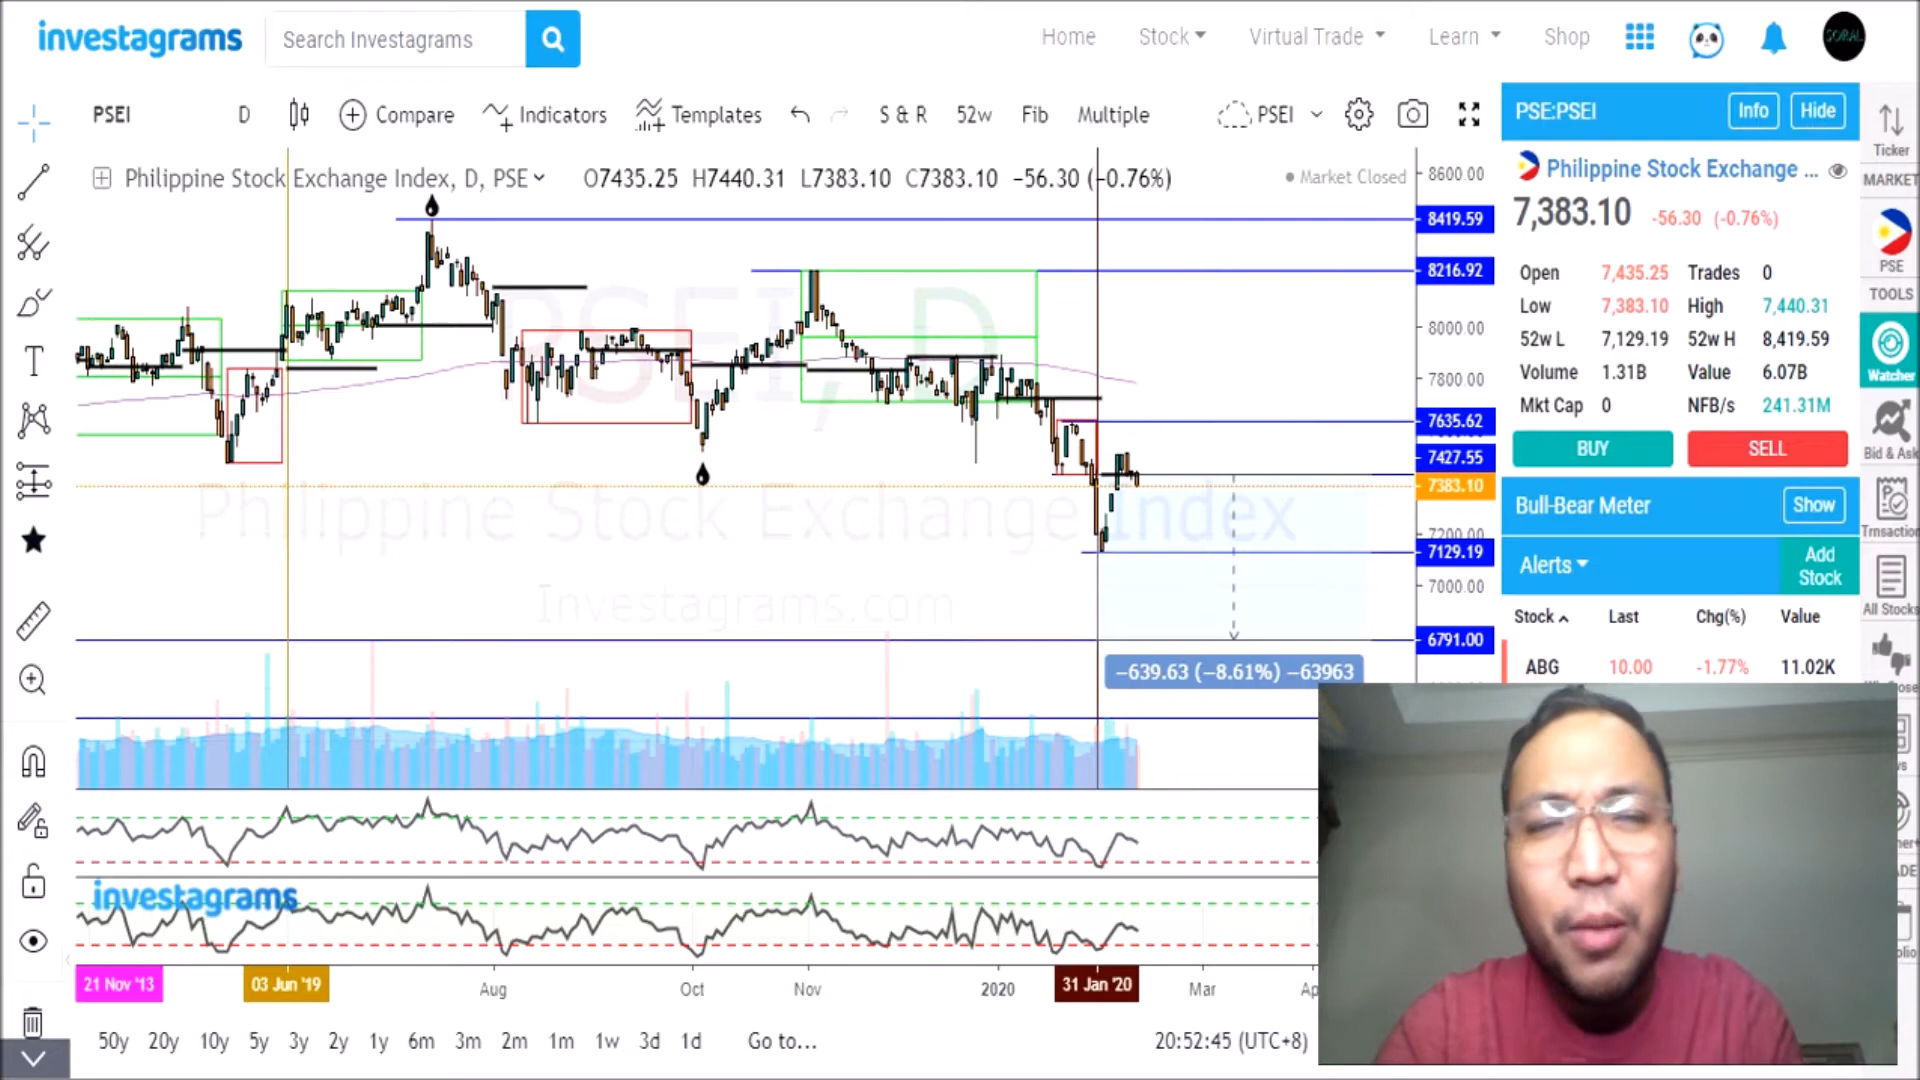 investagrams
Search Investagrams
Home
Stock
Virtual Trade
Learn
Shop
SORAL
PSEI
D
Compare
Indicators
Templates
S & R
52w
Fib
Multiple
PSEI
PSE:PSEI
Info
Hide
Ticker
MARKET
Philippine Stock Exchange Index, D, PSE
O7435.25 H7440.31 L7383.10 C7383.10 −56.30 (−0.76%)
Market Closed
Philippine Stock Exchange ...
7,383.10 -56.30 (-0.76%)
PSE
Open 7,435.25 Trades 0
Low 7,383.10 High 7,440.31
52w L 7,129.19 52w H 8,419.59
Volume 1.31B Value 6.07B
Mkt Cap 0 NFB/s 241.31M
BUY
SELL
TOOLS
Watcher
Bid & Ask
Bull-Bear Meter
Show
Trnsaction
Alerts
Add
Stock
All Stocks
Stock Last Chg(%) Value
ABG 10.00 -1.77% 11.02K
8600.00
8419.59
8216.92
8000.00
7800.00
7635.62
7427.55
7383.10
7200.00
7129.19
7000.00
6791.00
PSEI, D
Philippine Stock Exchange Index
Investagrams.com
−639.63 (−8.61%) −63963
investagrams
21 Nov '13
03 Jun '19
Aug
Oct
Nov
2020
31 Jan '20
Mar
50y
20y
10y
5y
3y
2y
1y
6m
3m
2m
1m
1w
3d
1d
Go to...
20:52:45 (UTC+8)